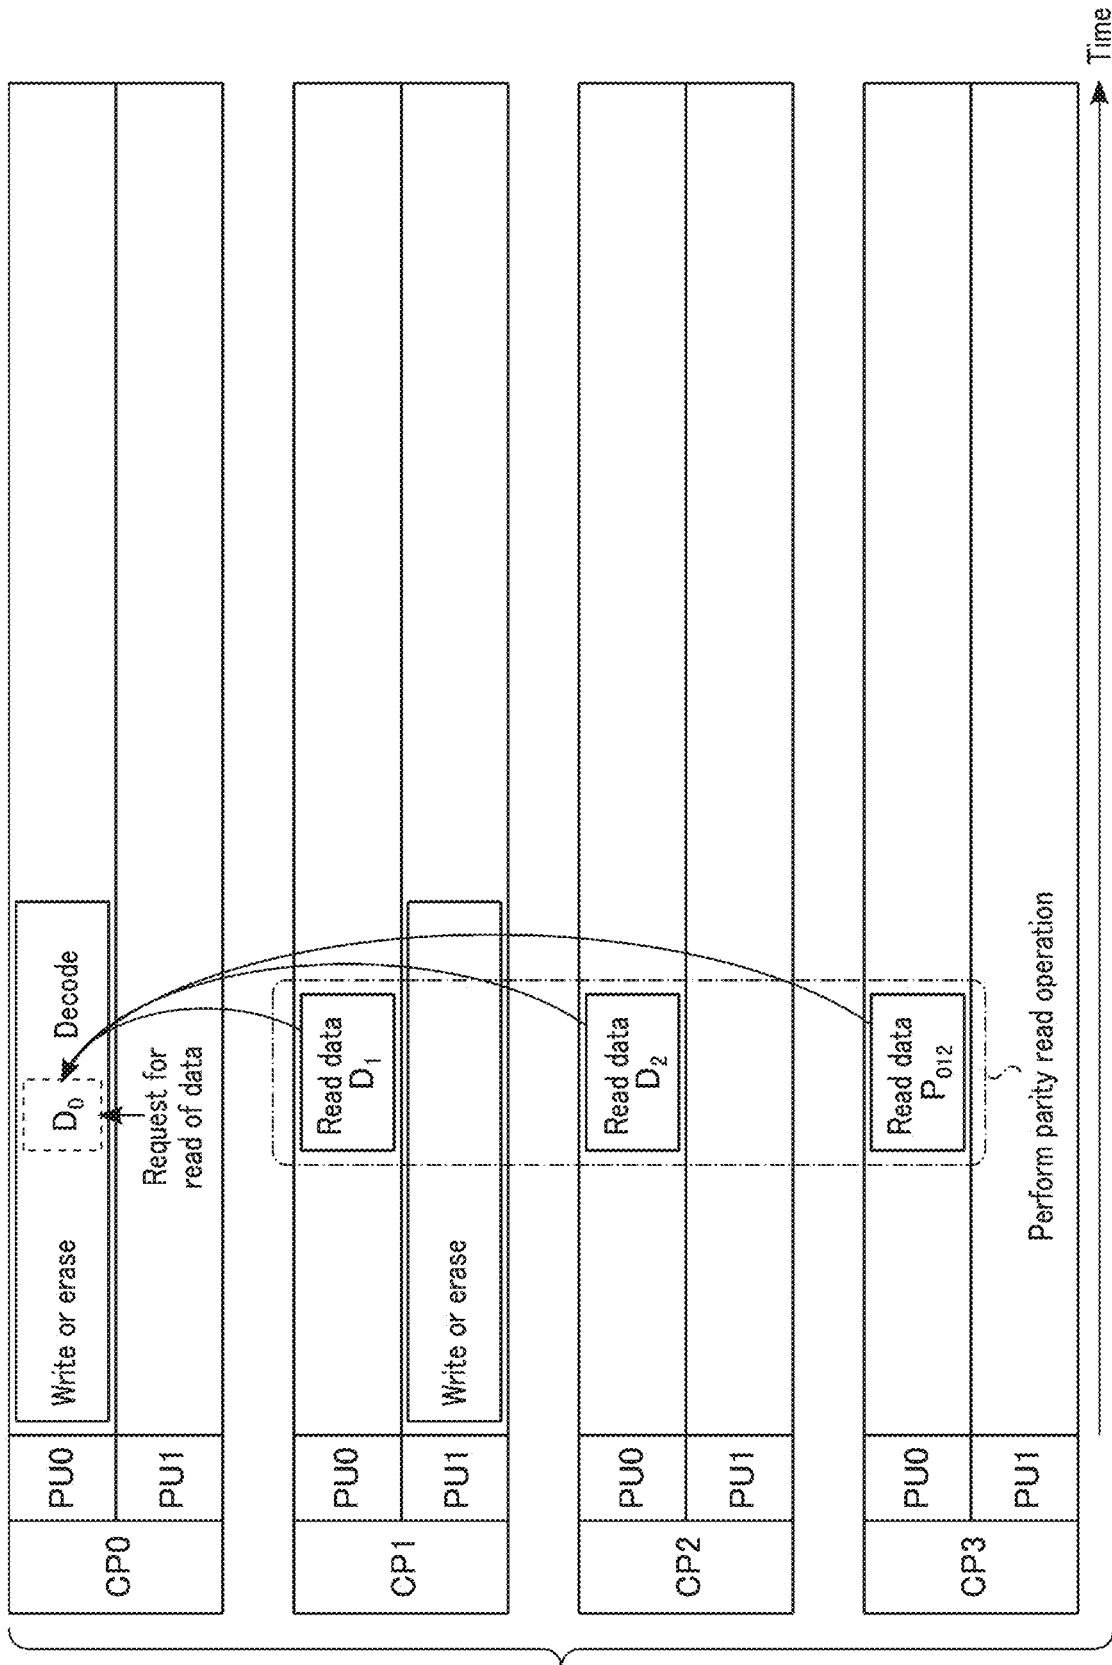 CP0
PU0
Write or erase
D0
Decode
PU1
Request for
read of data
CP1
PU0
Read data
D1
PU1
Write or erase
CP2
PU0
Read data
D2
PU1
CP3
PU0
Read data
P012
PU1
Perform parity read operation
Time